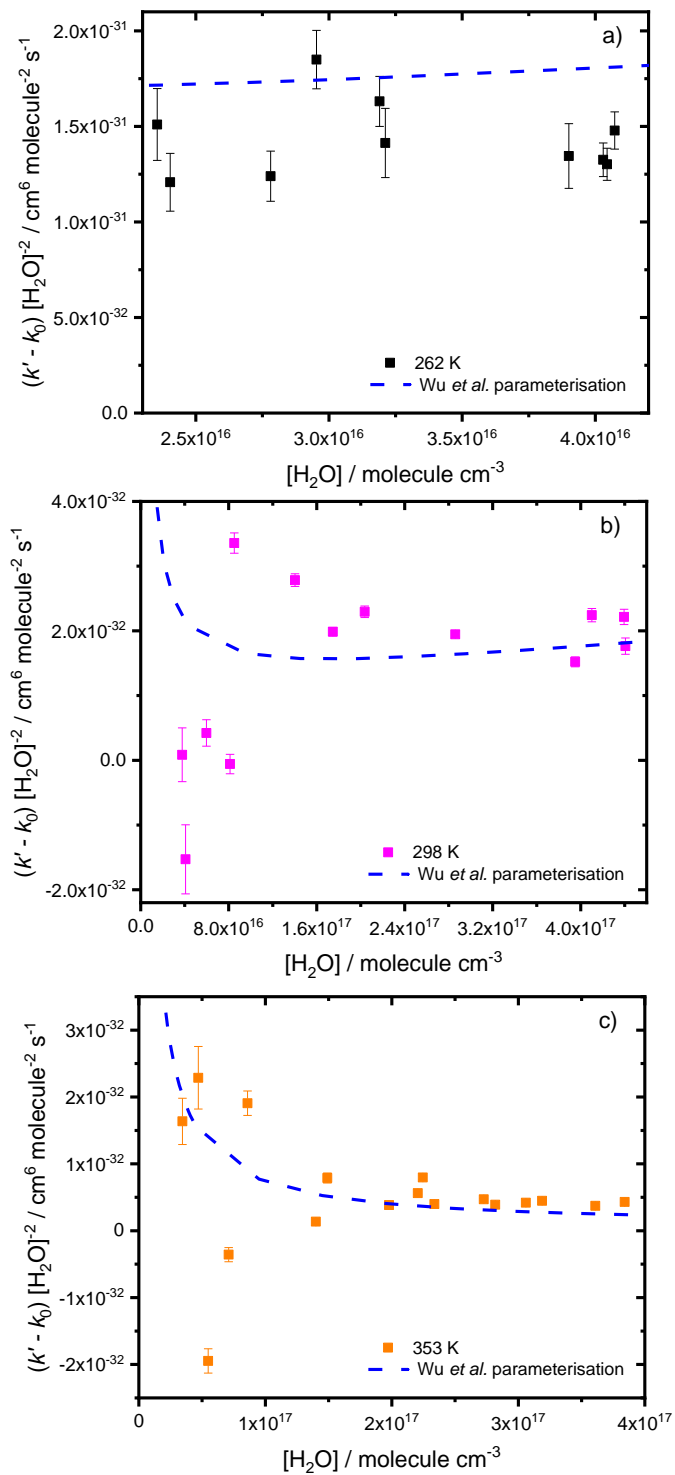 a)
2.0x10⁻³¹
1.5x10⁻³¹
1.0x10⁻³¹
5.0x10⁻³²
0.0
(k' - k₀) [H₂O]⁻² / cm⁶ molecule⁻² s⁻¹
262 K
Wu et al. parameterisation
2.5x10¹⁶ 3.0x10¹⁶ 3.5x10¹⁶ 4.0x10¹⁶
[H₂O] / molecule cm⁻³
b)
4.0x10⁻³²
2.0x10⁻³²
0.0
-2.0x10⁻³²
(k' - k₀) [H₂O]⁻² / cm⁶ molecule⁻² s⁻¹
298 K
Wu et al. parameterisation
0.0 8.0x10¹⁶ 1.6x10¹⁷ 2.4x10¹⁷ 3.2x10¹⁷ 4.0x10¹⁷
[H₂O] / molecule cm⁻³
c)
3x10⁻³²
2x10⁻³²
1x10⁻³²
0
-1x10⁻³²
-2x10⁻³²
(k' - k₀) [H₂O]⁻² / cm⁶ molecule⁻² s⁻¹
353 K
Wu et al. parameterisation
0 1x10¹⁷ 2x10¹⁷ 3x10¹⁷ 4x10¹⁷
[H₂O] / molecule cm⁻³